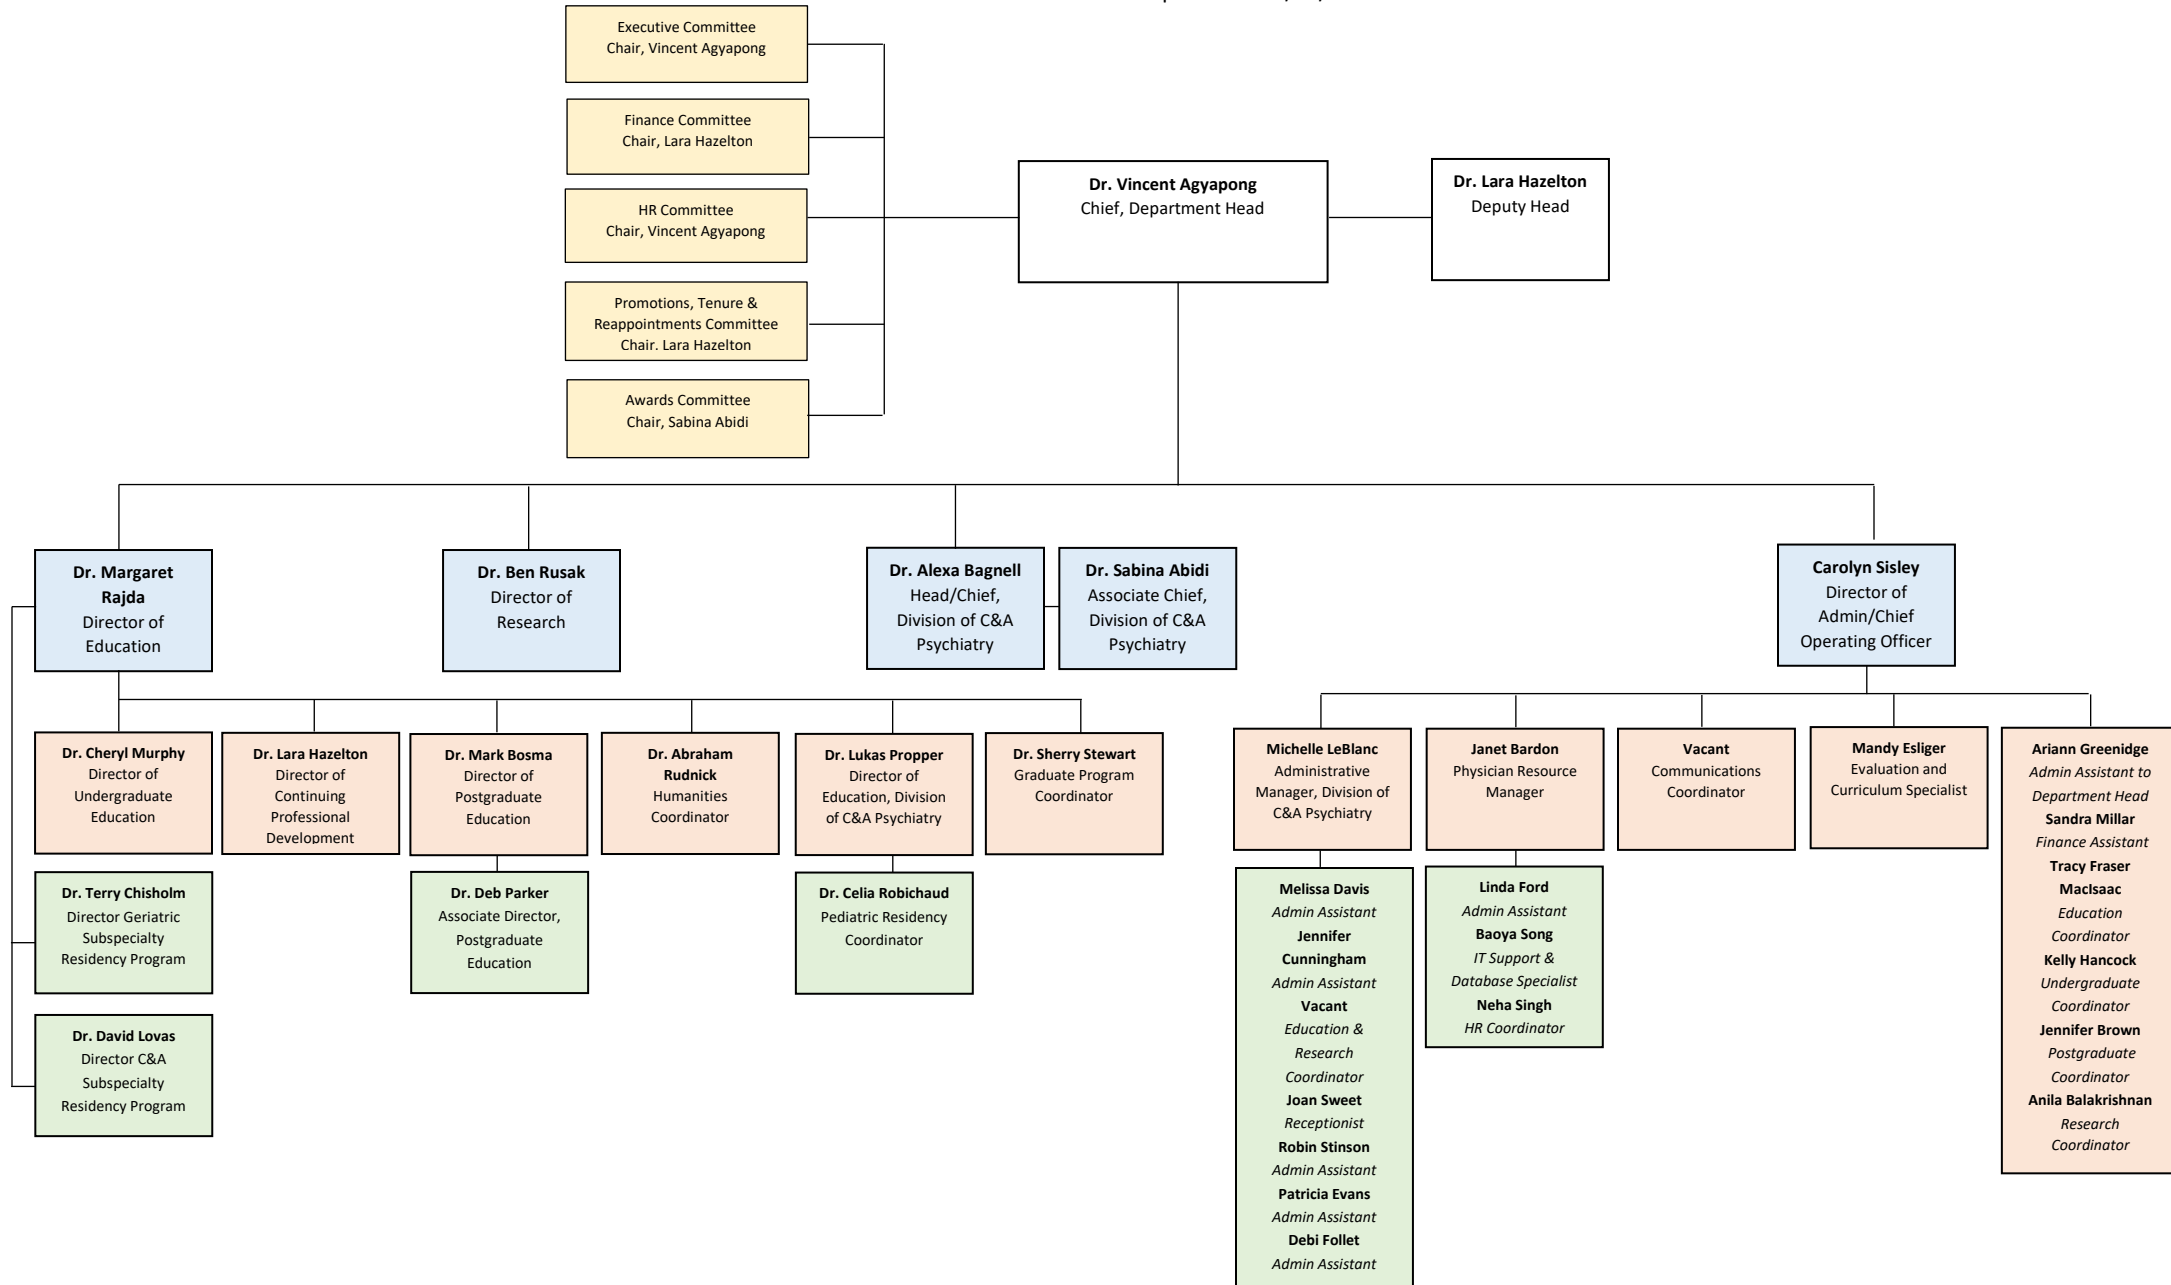 Executive Committee
Chair, Vincent Agyapong
Finance Committee
Chair, Lara Hazelton
HR Committee
Chair, Vincent Agyapong
Promotions, Tenure &
Reappointments Committee
Chair. Lara Hazelton
Awards Committee
Chair, Sabina Abidi
Dr. Vincent Agyapong
Chief, Department Head
Dr. Lara Hazelton
Deputy Head
Dr. Margaret
Rajda
Director of
Education
Dr. Ben Rusak
Director of
Research
Dr. Alexa Bagnell
Head/Chief,
Division of C&A
Psychiatry
Dr. Sabina Abidi
Associate Chief,
Division of C&A
Psychiatry
Carolyn Sisley
Director of
Admin/Chief
Operating Officer
Dr. Cheryl Murphy
Director of
Undergraduate
Education
Dr. Lara Hazelton
Director of
Continuing
Professional
Development
Dr. Mark Bosma
Director of
Postgraduate
Education
Dr. Abraham
Rudnick
Humanities
Coordinator
Dr. Lukas Propper
Director of
Education, Division
of C&A Psychiatry
Dr. Sherry Stewart
Graduate Program
Coordinator
Michelle LeBlanc
Administrative
Manager, Division of
C&A Psychiatry
Janet Bardon
Physician Resource
Manager
Vacant
Communications
Coordinator
Mandy Esliger
Evaluation and
Curriculum Specialist
Ariann Greenidge
Admin Assistant to
Department Head
Sandra Millar
Finance Assistant
Tracy Fraser
MacIsaac
Education
Coordinator
Kelly Hancock
Undergraduate
Coordinator
Jennifer Brown
Postgraduate
Coordinator
Anila Balakrishnan
Research
Coordinator
Dr. Terry Chisholm
Director Geriatric
Subspecialty
Residency Program
Dr. Deb Parker
Associate Director,
Postgraduate
Education
Dr. Celia Robichaud
Pediatric Residency
Coordinator
Melissa Davis
Admin Assistant
Jennifer
Cunningham
Admin Assistant
Vacant
Education &
Research
Coordinator
Joan Sweet
Receptionist
Robin Stinson
Admin Assistant
Patricia Evans
Admin Assistant
Debi Follet
Admin Assistant
Linda Ford
Admin Assistant
Baoya Song
IT Support &
Database Specialist
Neha Singh
HR Coordinator
Dr. David Lovas
Director C&A
Subspecialty
Residency Program